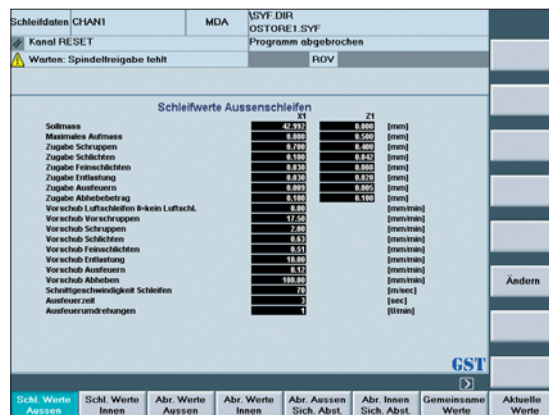 Schleifdaten CHAN1 MDA \SYF.DIR
OSTORE1.SYF
Kanal RESET Programm abgebrochen
Warten: Spindelfreigabe fehlt ROV
Schleifwerte Aussenschleifen
X1 Z1
Sollmass 42.992 0.000 [mm]
Maximales Aufmass 0.800 0.500 [mm]
Zugabe Schruppen 0.700 0.400 [mm]
Zugabe Schlichten 0.100 0.042 [mm]
Zugabe Feinschlichten 0.030 0.008 [mm]
Zugabe Entlastung 0.030 0.020 [mm]
Zugabe Ausfeuern 0.009 0.005 [mm]
Zugabe Abhebebetrag 0.100 0.100 [mm]
Vorschub Luftschleifen 0=kein Luftschl. 0.00 [mm/min]
Vorschub Vorschruppen 17.50 [mm/min]
Vorschub Schruppen 2.00 [mm/min]
Vorschub Schlichten 0.63 [mm/min]
Vorschub Feinschlichten 0.51 [mm/min]
Vorschub Entlastung 10.00 [mm/min]
Vorschub Ausfeuern 0.12 [mm/min]
Vorschub Abheben 100.00 [mm/min]
Schnittgeschwindigkeit Schleifen 70 [m/sec]
Ausfeuerzeit 3 [sec]
Ausfeuerumdrehungen 1 [U/min]
Ändern
GST
Schl. Werte Aussen
Schl. Werte Innen
Abr. Werte Aussen
Abr. Werte Innen
Abr. Aussen Sich. Abst.
Abr. Innen Sich. Abst.
Gemeinsame Werte
Aktuelle Werte